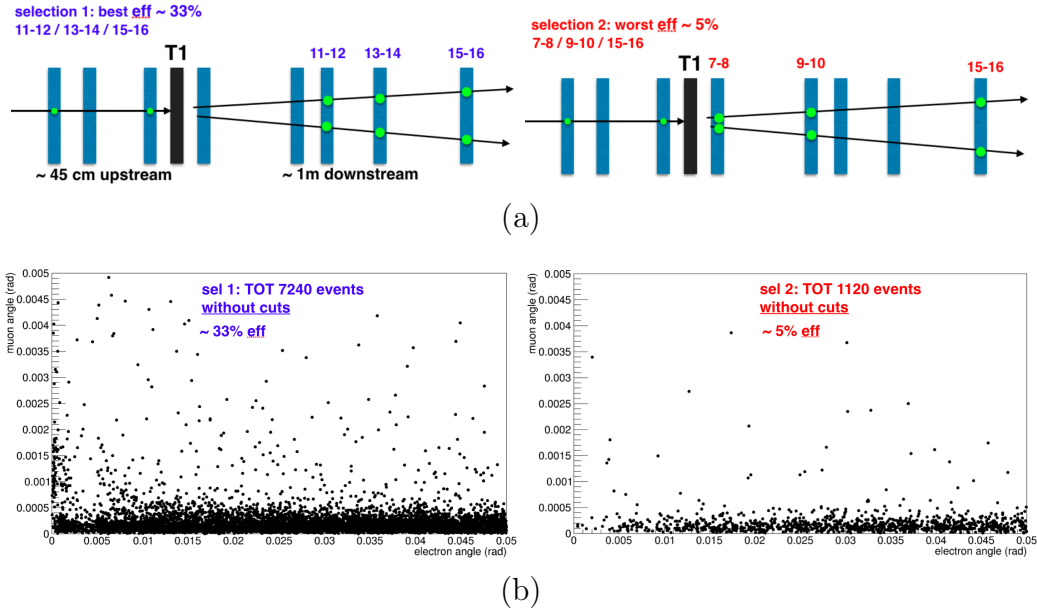 selection 1: best eff ~ 33%
11-12 / 13-14 / 15-16
T1
11-12
13-14
15-16
~ 45 cm upstream
~ 1m downstream
selection 2: worst eff ~ 5%
7-8 / 9-10 / 15-16
T1
7-8
9-10
15-16
(a)
muon angle (rad)
0.005
0.0045
0.004
0.0035
0.003
0.0025
0.002
0.0015
0.001
0.0005
0
sel 1: TOT 7240 events
without cuts
~ 33% eff
0 0.005 0.01 0.015 0.02 0.025 0.03 0.035 0.04 0.045 0.05
electron angle (rad)
muon angle (rad)
0.005
0.0045
0.004
0.0035
0.003
0.0025
0.002
0.0015
0.001
0.0005
0
sel 2: TOT 1120 events
without cuts
~ 5% eff
0 0.005 0.01 0.015 0.02 0.025 0.03 0.035 0.04 0.045 0.05
electron angle (rad)
(b)